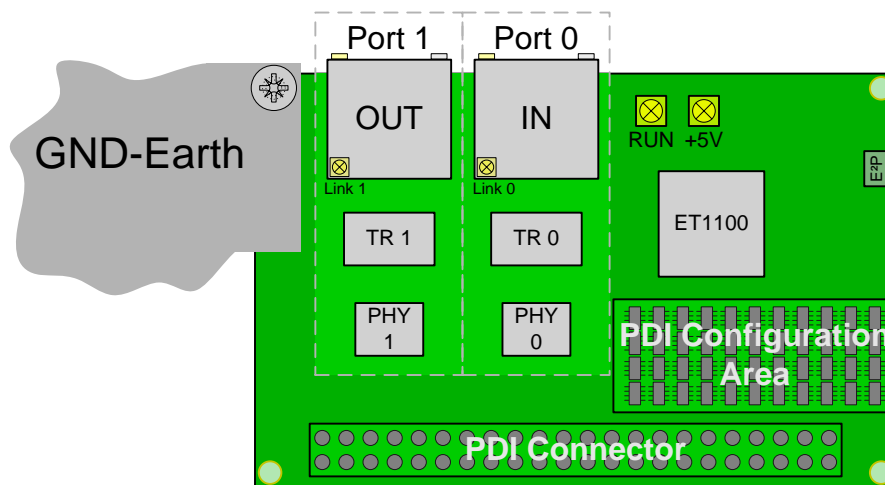 Port 1 Port 0
OUT IN
GND-Earth
RUN +5V
Link 1 Link 0
E²P
TR 1 TR 0
ET1100
PHY
1
PHY
0
PDI Configuration
Area
PDI Connector